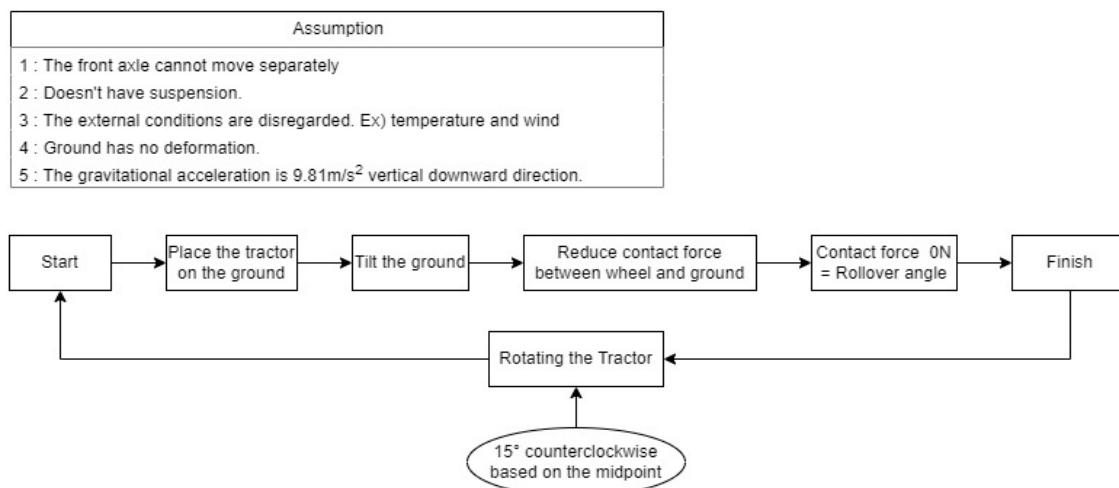 Assumption
1 : The front axle cannot move separately
2 : Doesn't have suspension.
3 : The external conditions are disregarded. Ex) temperature and wind
4 : Ground has no deformation.
5 : The gravitational acceleration is 9.81m/s² vertical downward direction.
Start
Place the tractor
on the ground
Tilt the ground
Reduce contact force
between wheel and ground
Contact force 0N
= Rollover angle
Finish
Rotating the Tractor
15° counterclockwise
based on the midpoint